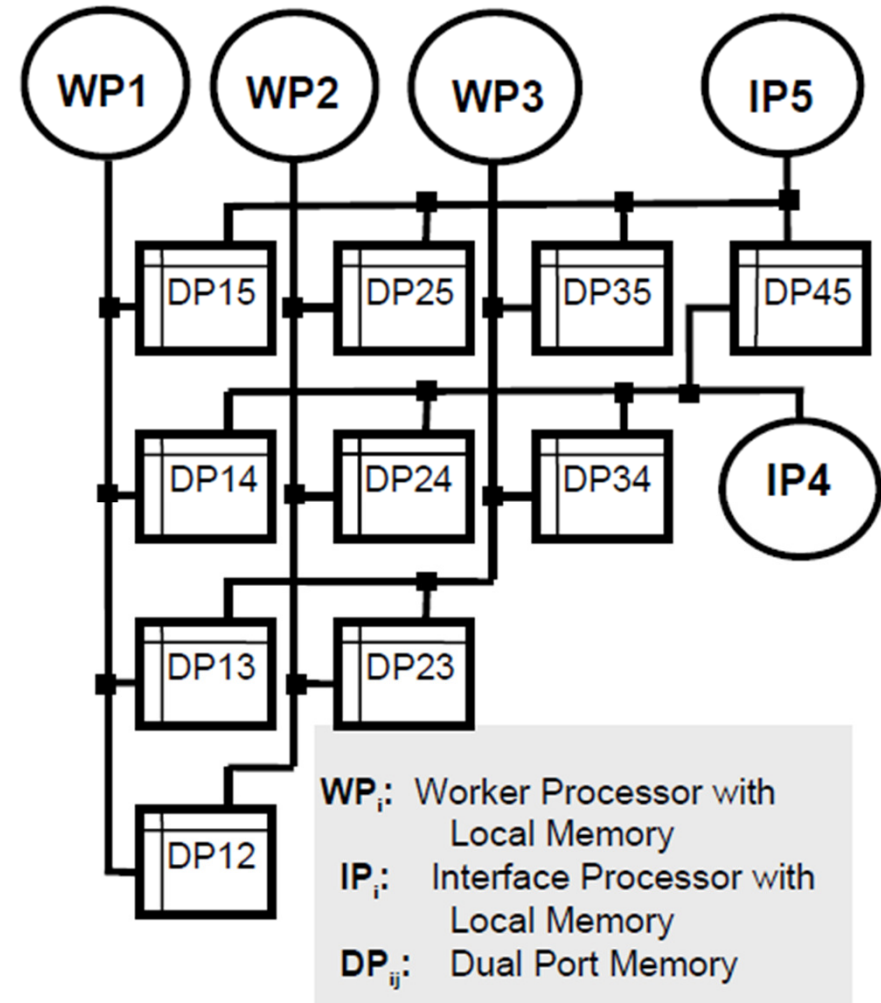 WP1 WP2 WP3 IP5
DP15 DP25 DP35 DP45
DP14 DP24 DP34 IP4
DP13 DP23
DP12
WPi: Worker Processor with
Local Memory
IPi: Interface Processor with
Local Memory
DPij: Dual Port Memory